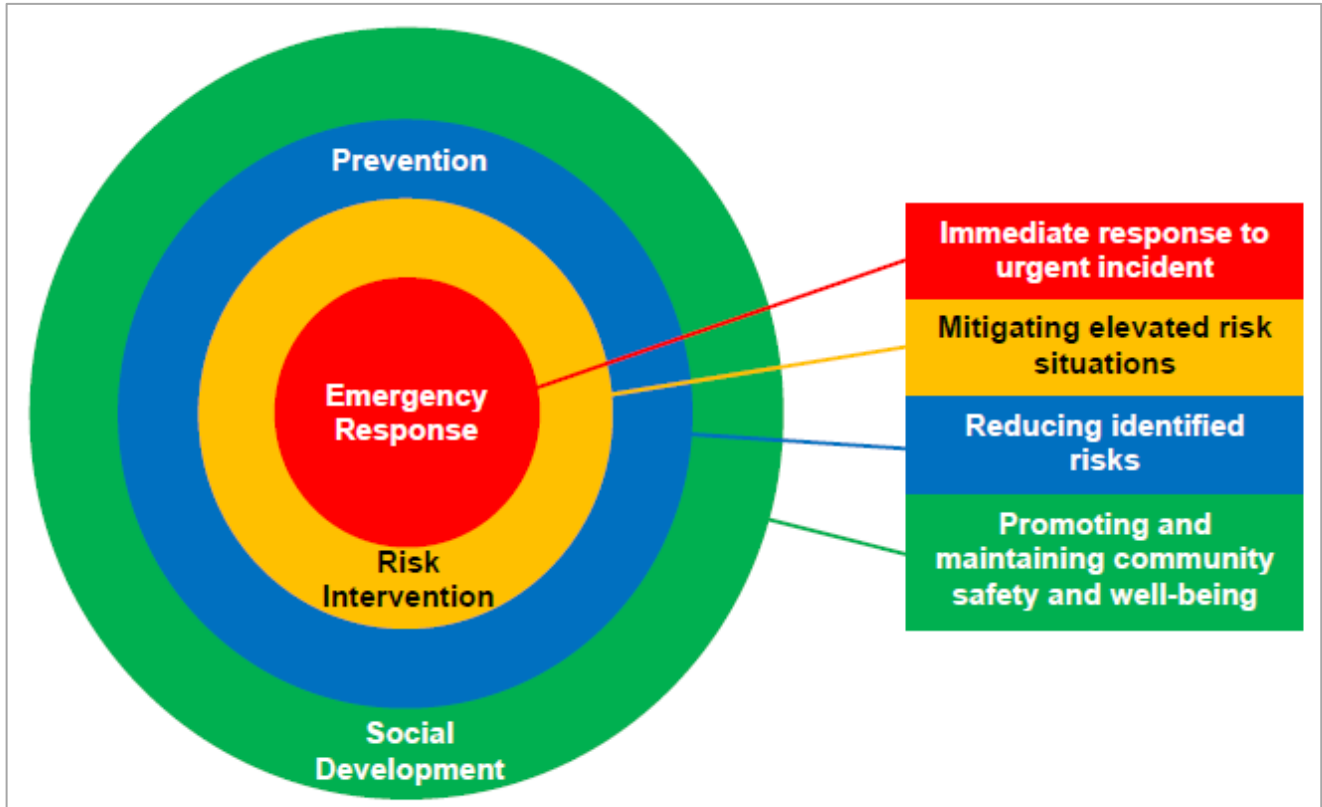 Prevention
Emergency
Response
Risk
Intervention
Social
Development
Immediate response to
urgent incident
Mitigating elevated risk
situations
Reducing identified
risks
Promoting and
maintaining community
safety and well-being